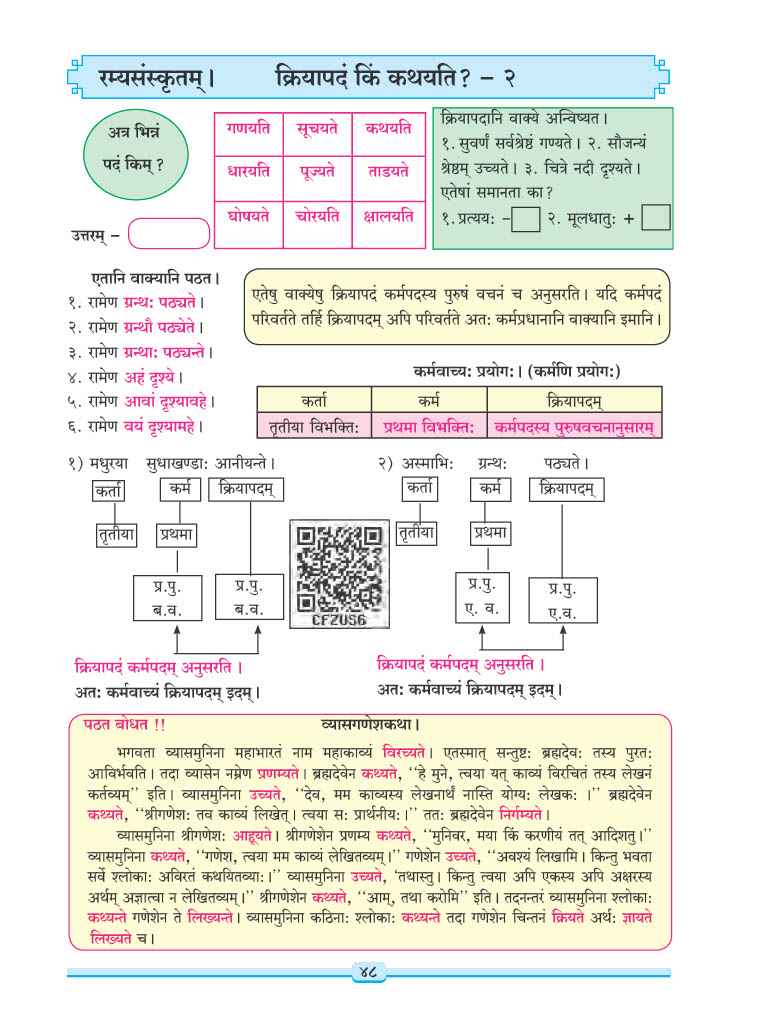 रम्यसंस्कृतम्। क्रियापदं किं कथयति? – २
अत्र भिन्नं
पदं किम् ?
उत्तरम् –
गणयति सूचयते कथयति
धारयति पूज्यते ताडयते
घोषयते चोरयति क्षालयति
क्रियापदानि वाक्ये अन्विष्यत।
१. सुवर्णं सर्वश्रेष्ठं गण्यते। २. सौजन्यं
श्रेष्ठम् उच्यते। ३. चित्रे नदी दृश्यते।
एतेषां समानता का?
१. प्रत्यय: – २. मूलधातु: +
एतानि वाक्यानि पठत।
१. रामेण ग्रन्थ: पठ्यते।
२. रामेण ग्रन्थौ पठ्येते।
३. रामेण ग्रन्था: पठ्यन्ते।
४. रामेण अहं दृश्ये।
५. रामेण आवां दृश्यावहे।
६. रामेण वयं दृश्यामहे।
एतेषु वाक्येषु क्रियापदं कर्मपदस्य पुरुषं वचनं च अनुसरति। यदि कर्मपदं
परिवर्तते तर्हि क्रियापदम् अपि परिवर्तते अत: कर्मप्रधानानि वाक्यानि इमानि।
कर्मवाच्य: प्रयोग:। (कर्मणि प्रयोग:)
कर्ता कर्म क्रियापदम्
तृतीया विभक्ति: प्रथमा विभक्ति: कर्मपदस्य पुरुषवचनानुसारम्
१) मधुरया सुधाखण्डा: आनीयन्ते।
कर्ता कर्म क्रियापदम्
तृतीया प्रथमा
प्र.पु. प्र.पु.
ब.व. ब.व.
क्रियापदं कर्मपदम् अनुसरति।
अत: कर्मवाच्यं क्रियापदम् इदम्।
CFZUS6
२) अस्माभि: ग्रन्थ: पठ्यते।
कर्ता कर्म क्रियापदम्
तृतीया प्रथमा
प्र.पु. प्र.पु.
ए. व. ए.व.
क्रियापदं कर्मपदम् अनुसरति।
अत: कर्मवाच्यं क्रियापदम् इदम्।
पठत बोधत !! व्यासगणेशकथा।
भगवता व्यासमुनिना महाभारतं नाम महाकाव्यं विरच्यते। एतस्मात् सन्तुष्ट: ब्रह्मदेव: तस्य पुरत:
आविर्भवति। तदा व्यासेन नम्रेण प्रणम्यते। ब्रह्मदेवेन कथ्यते, ‘‘हे मुने, त्वया यत् काव्यं विरचितं तस्य लेखनं
कर्तव्यम्’’ इति। व्यासमुनिना उच्यते, ‘‘देव, मम काव्यस्य लेखनार्थं नास्ति योग्य: लेखक: ।’’ ब्रह्मदेवेन
कथ्यते, ‘‘श्रीगणेश: तव काव्यं लिखेत्। त्वया स: प्रार्थनीय:।’’ तत: ब्रह्मदेवेन निर्गम्यते।
व्यासमुनिना श्रीगणेश: आहूयते। श्रीगणेशेन प्रणम्य कथ्यते, ‘‘मुनिवर, मया किं करणीयं तत् आदिशतु।’’
व्यासमुनिना कथ्यते, ‘‘गणेश, त्वया मम काव्यं लेखितव्यम्।’’ गणेशेन उच्यते, ‘‘अवश्यं लिखामि। किन्तु भवता
सर्वे श्लोका: अविरतं कथयितव्या:।’’ व्यासमुनिना उच्यते, ‘तथास्तु। किन्तु त्वया अपि एकस्य अपि अक्षरस्य
अर्थम् अज्ञात्वा न लेखितव्यम्।’’ श्रीगणेशेन कथ्यते, ‘‘आम्, तथा करोमि’’ इति। तदनन्तरं व्यासमुनिना श्लोका:
कथ्यन्ते गणेशेन ते लिख्यन्ते। व्यासमुनिना कठिना: श्लोका: कथ्यन्ते तदा गणेशेन चिन्तनं क्रियते अर्थ: ज्ञायते
लिख्यते च।
४८